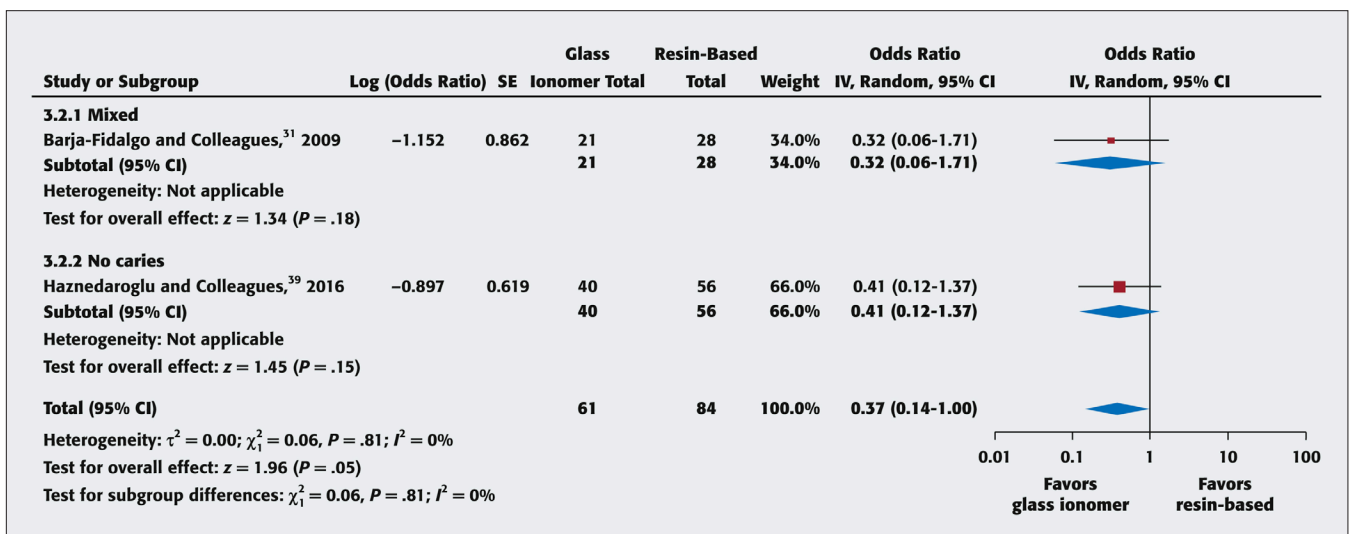 Glass Resin-Based Odds Ratio Odds Ratio
Study or Subgroup Log (Odds Ratio) SE Ionomer Total Total Weight IV, Random, 95% CI IV, Random, 95% CI
3.2.1 Mixed
Barja-Fidalgo and Colleagues,³¹ 2009 −1.152 0.862 21 28 34.0% 0.32 (0.06-1.71)
Subtotal (95% CI) 21 28 34.0% 0.32 (0.06-1.71)
Heterogeneity: Not applicable
Test for overall effect: z = 1.34 (P = .18)
3.2.2 No caries
Haznedaroglu and Colleagues,³⁹ 2016 −0.897 0.619 40 56 66.0% 0.41 (0.12-1.37)
Subtotal (95% CI) 40 56 66.0% 0.41 (0.12-1.37)
Heterogeneity: Not applicable
Test for overall effect: z = 1.45 (P = .15)
Total (95% CI) 61 84 100.0% 0.37 (0.14-1.00)
Heterogeneity: τ² = 0.00; χ²₁ = 0.06, P = .81; I² = 0%
Test for overall effect: z = 1.96 (P = .05)
Test for subgroup differences: χ²₁ = 0.06, P = .81; I² = 0%
0.01 0.1 1 10 100
Favors Favors
glass ionomer resin-based